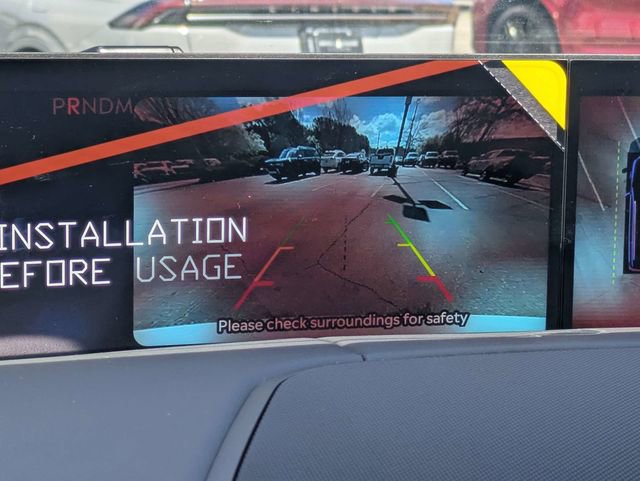 PRNDM
INSTALLATION
EFORE USAGE
Please check surroundings for safety